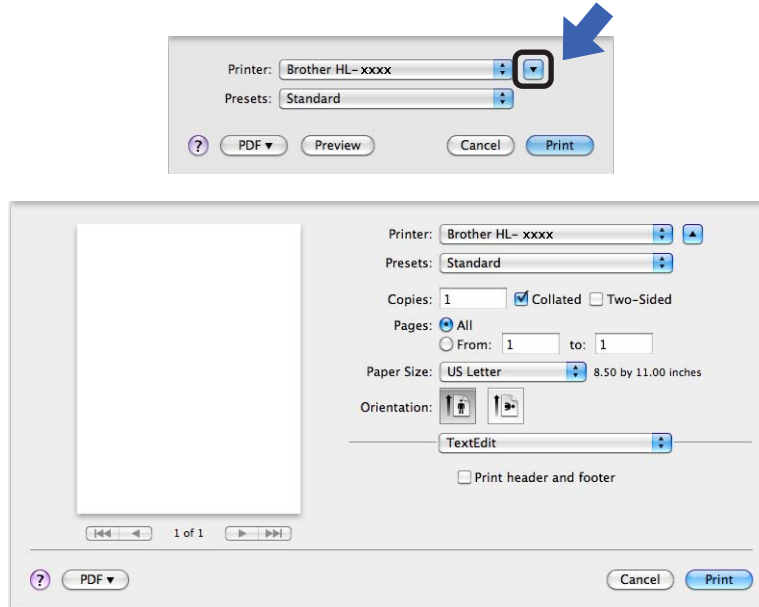 Printer: Brother HL- xxxx
Presets: Standard
? PDF▼ Preview Cancel Print
Printer: Brother HL- xxxx
Presets: Standard
Copies: 1 Collated Two-Sided
Pages: All
From: 1 to: 1
Paper Size: US Letter 8.50 by 11.00 inches
Orientation:
TextEdit
Print header and footer
1 of 1
? PDF▼ Cancel Print